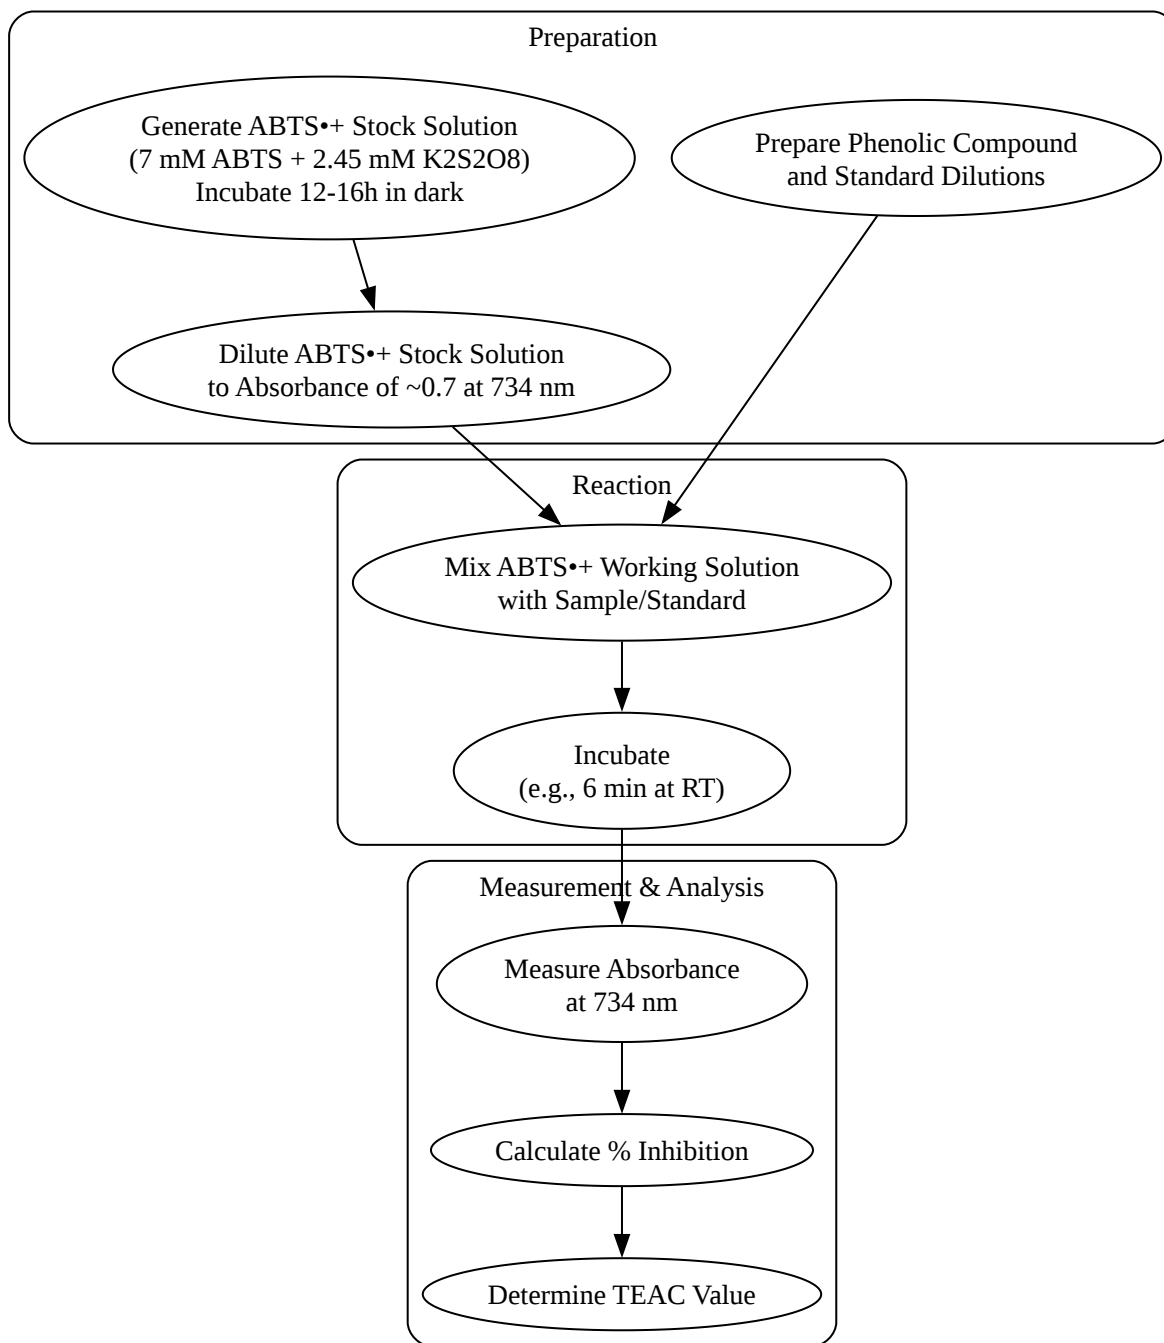 Preparation
Generate ABTS•+ Stock Solution
(7 mM ABTS + 2.45 mM K2S2O8)
Incubate 12-16h in dark
Prepare Phenolic Compound
and Standard Dilutions
Dilute ABTS•+ Stock Solution
to Absorbance of ~0.7 at 734 nm
Reaction
Mix ABTS•+ Working Solution
with Sample/Standard
Incubate
(e.g., 6 min at RT)
Measurement & Analysis
Measure Absorbance
at 734 nm
Calculate % Inhibition
Determine TEAC Value